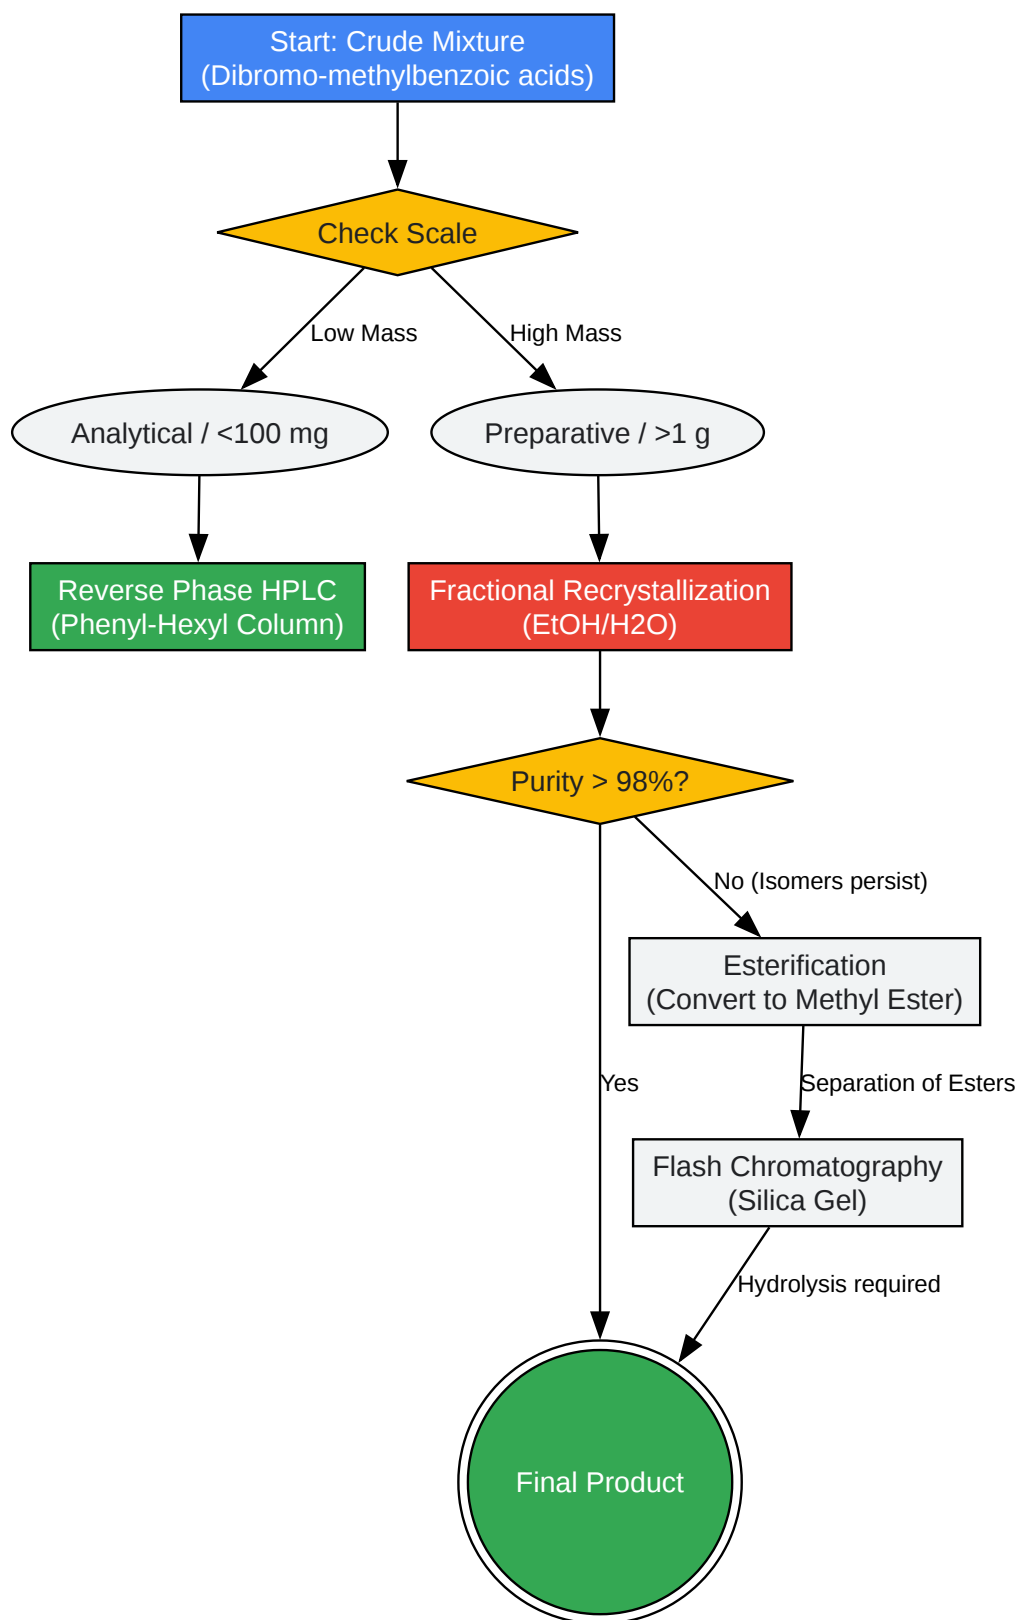 Start: Crude Mixture
(Dibromo-methylbenzoic acids)
Check Scale
Low Mass
High Mass
Analytical / <100 mg
Preparative / >1 g
Reverse Phase HPLC
(Phenyl-Hexyl Column)
Fractional Recrystallization
(EtOH/H2O)
Purity > 98%?
No (Isomers persist)
Esterification
(Convert to Methyl Ester)
Yes
Separation of Esters
Flash Chromatography
(Silica Gel)
Hydrolysis required
Final Product